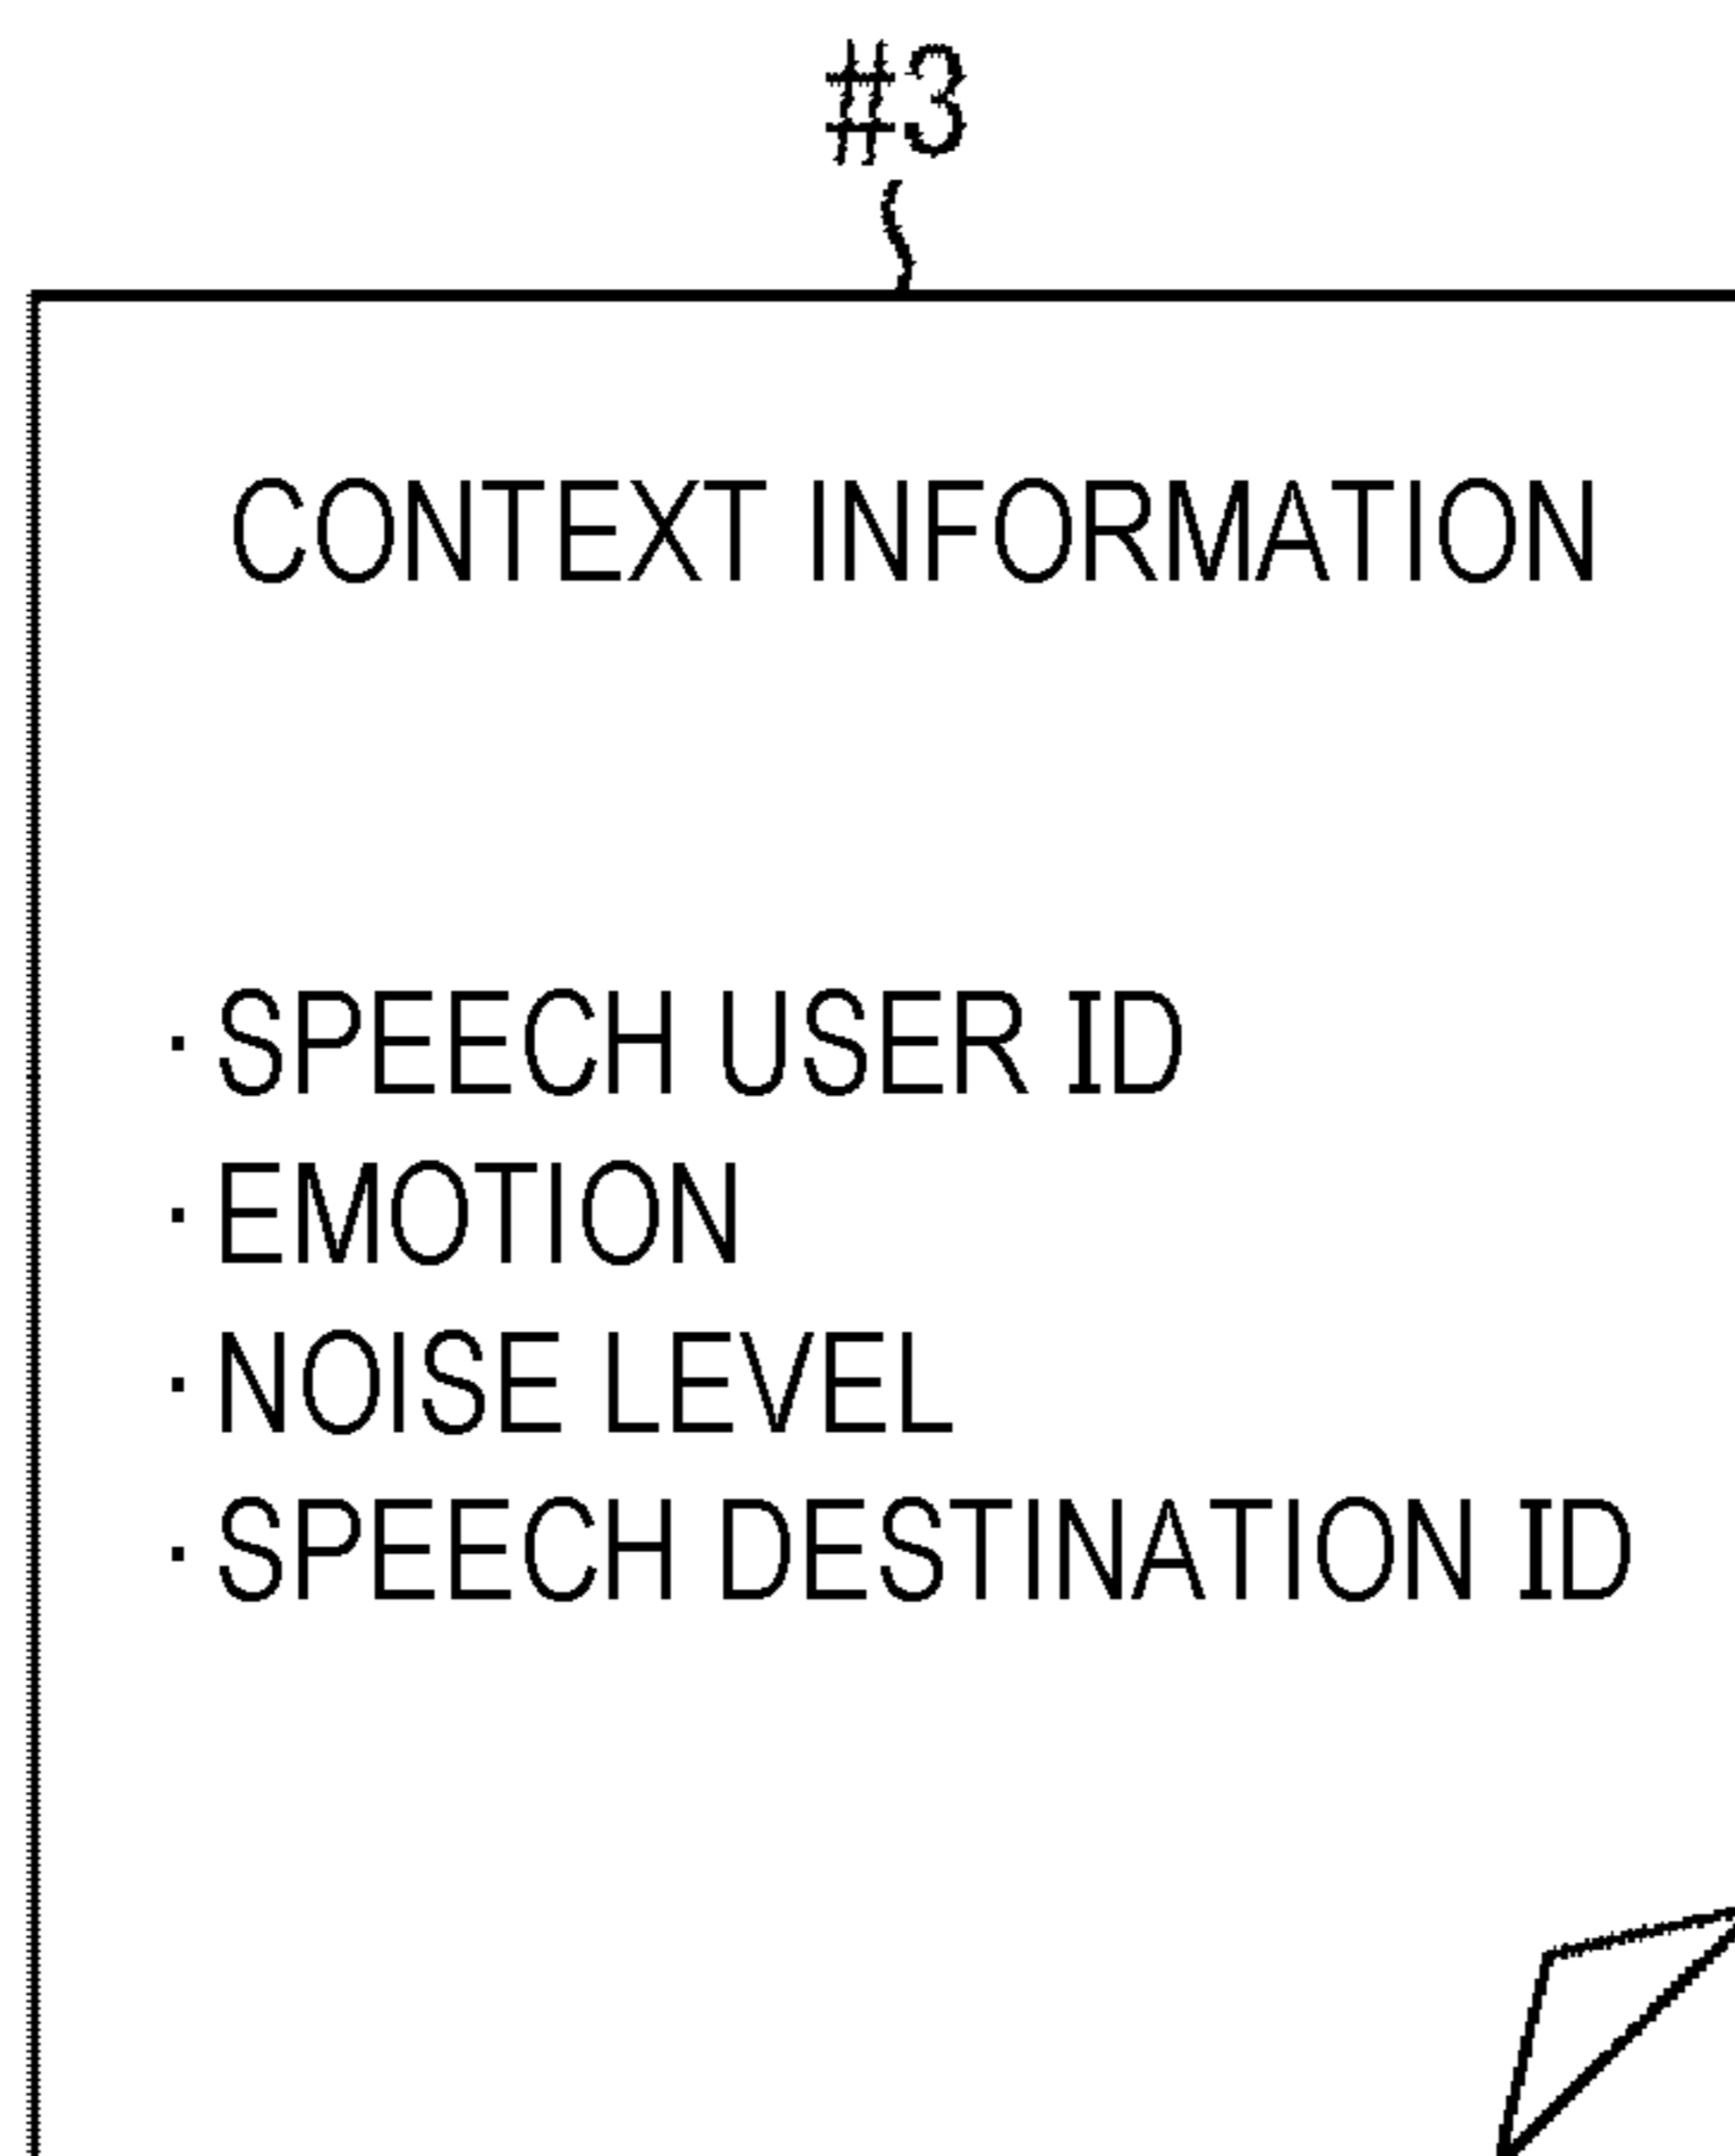 #3
CONTEXT INFORMATION
· SPEECH USER ID
· EMOTION
· NOISE LEVEL
· SPEECH DESTINATION ID